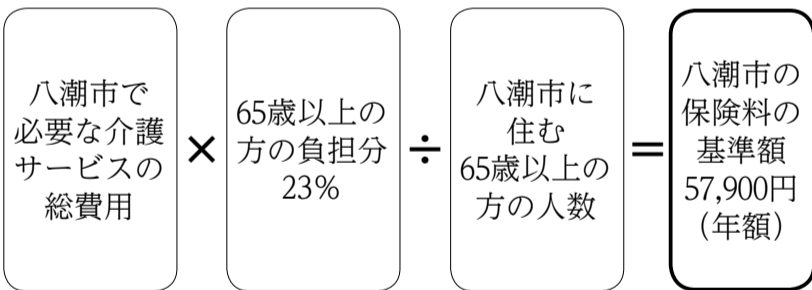 八潮市で
必要な介護
サービスの
総費用
×
65歳以上の
方の負担分
23%
÷
八潮市に
住む
65歳以上の
方の人数
=
八潮市の
保険料の
基準額
57,900円
(年額)